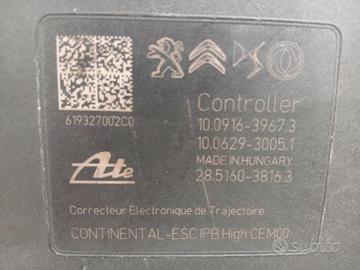 Controller
619327002C0
10.0916-3967.3
10.0629-3005.1
MADE IN HUNGARY
28.5160-3816.3
Ate
Correcteur Electronique de Trajectoire
CONTINENTAL-ESC IPB High CEM00
subito